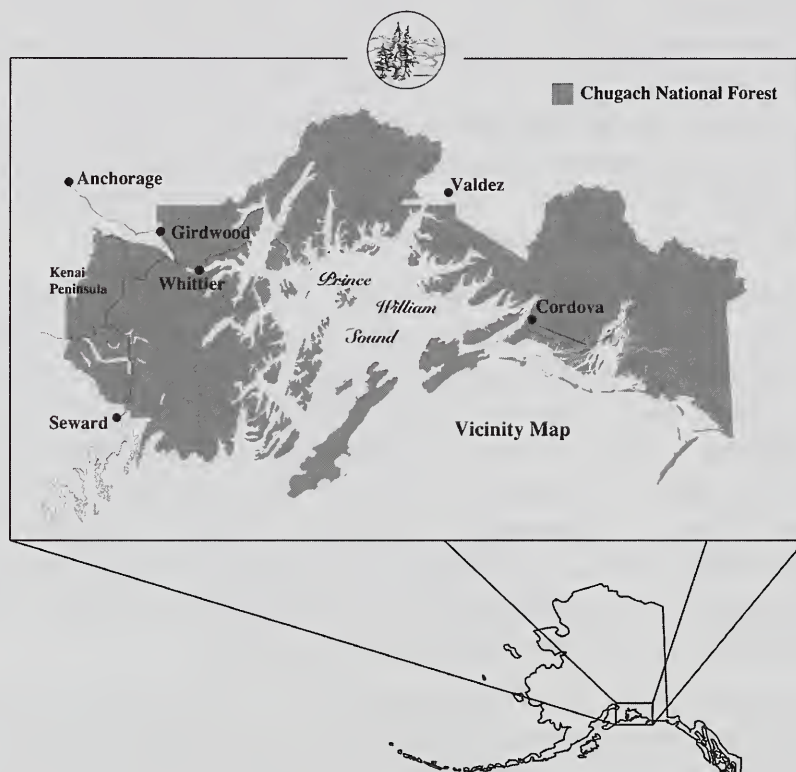 Chugach National Forest
Anchorage
Valdez
Girdwood
Kenai
Peninsula
Whittier
Prince
William
Sound
Cordova
Seward
Vicinity Map